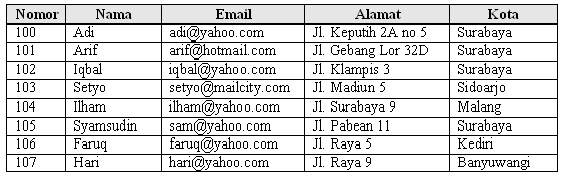 Nomor Nama Email Alamat Kota
100 Adi adi@yahoo.com Jl. Keputih 2A no 5 Surabaya
101 Arif arif@hotmail.com Jl. Gebang Lor 32D Surabaya
102 Iqbal iqbal@yahoo.com Jl. Klampis 3 Surabaya
103 Setyo setyo@mailcity.com Jl. Madiun 5 Sidoarjo
104 Ilham ilham@yahoo.com Jl. Surabaya 9 Malang
105 Syamsudin sam@yahoo.com Jl. Pabean 11 Surabaya
106 Faruq faruq@yahoo.com Jl. Raya 5 Kediri
107 Hari hari@yahoo.com Jl. Raya 9 Banyuwangi